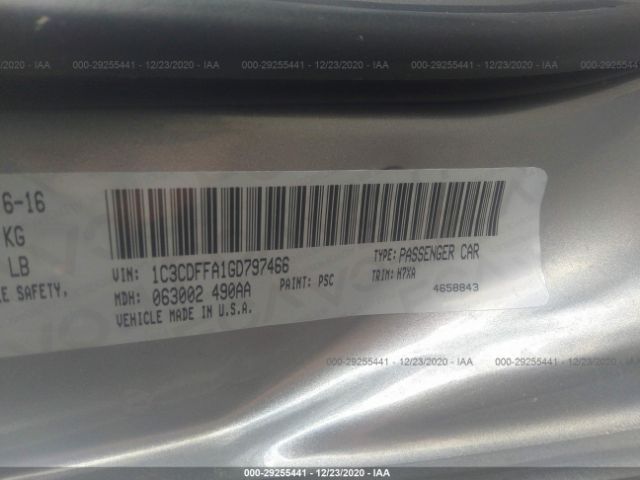 000-29255441 - 12/23/2020 - IAA
000-29255441 - 12/23/2020 - IAA
000-29255441 - 12/23/2020 - IAA
6-16
KG
LB
E SAFETY,
VIN: 1C3CDFFA1GD797466
TYPE: PASSENGER CAR
MDH: 063002 490AA
PAINT: PSC
TRIM: H7XA
VEHICLE MADE IN U.S.A.
4658843
000-29255441 - 12/23/2020 - IAA
000-29255441 - 12/23/2020 - IAA
000-29255441 - 12/23/2020 - IAA